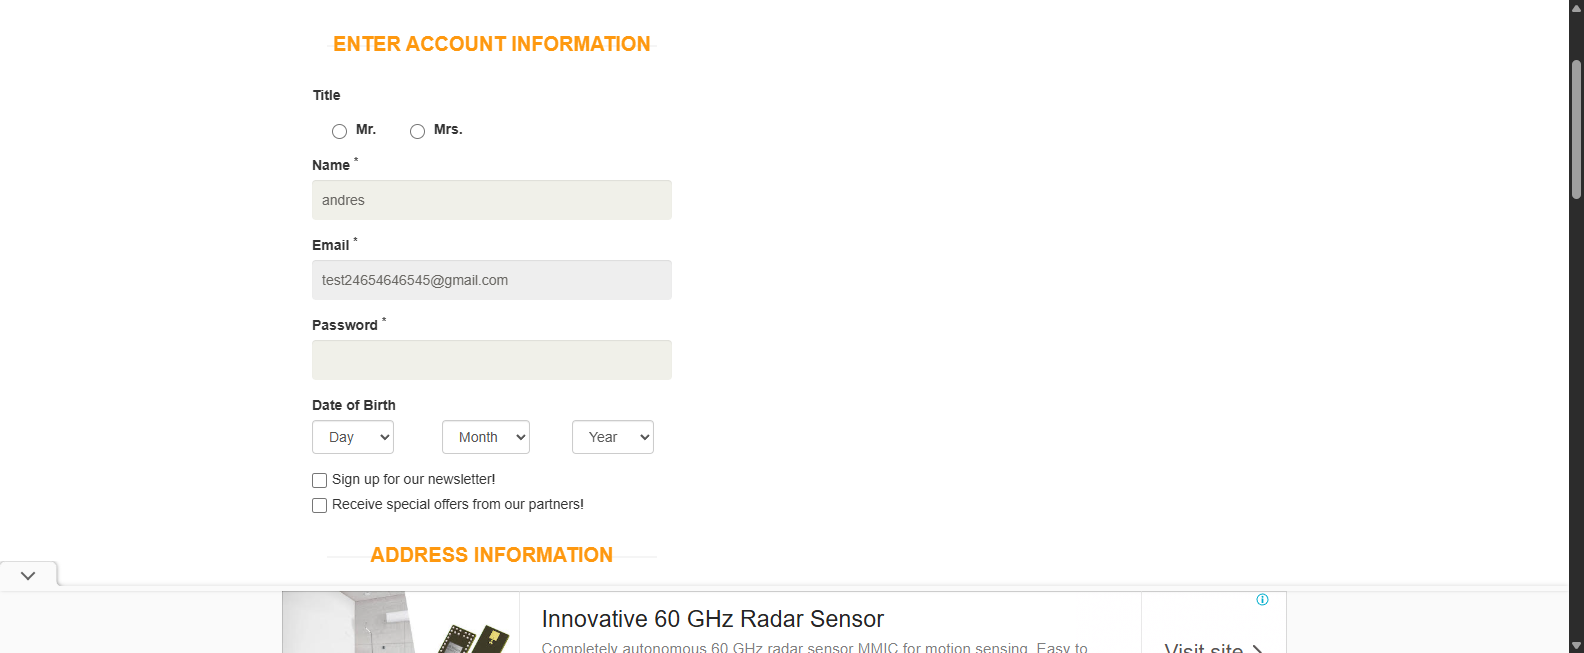 ENTER ACCOUNT INFORMATION
Title
Mr. Mrs.
Name *
andres
Email *
test24654646545@gmail.com
Password *
Date of Birth
Day Month Year
Sign up for our newsletter!
Receive special offers from our partners!
ADDRESS INFORMATION
Innovative 60 GHz Radar Sensor
Completely autonomous 60 GHz radar sensor MMIC for motion sensing. Easy to
Visit site